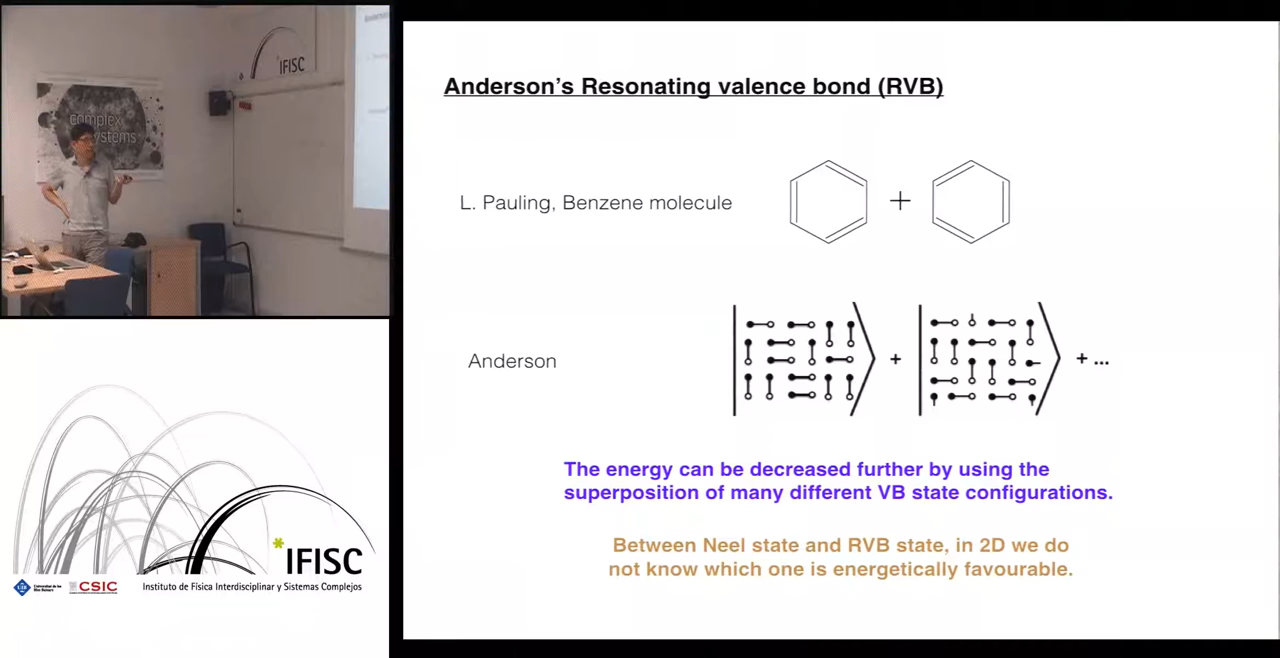 IFISC
complex
systems
Anderson's Resonating valence bond (RVB)
L. Pauling, Benzene molecule
+
Anderson
+
+ ...
The energy can be decreased further by using the
superposition of many different VB state configurations.
Between Neel state and RVB state, in 2D we do
not know which one is energetically favourable.
*IFISC
CSIC
Instituto de Física Interdisciplinar y Sistemas Complejos